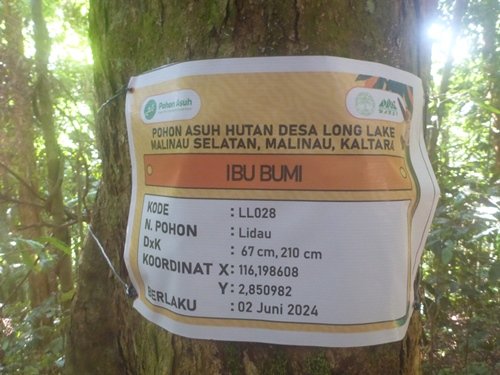 Pohon Asuh
POHON ASUH HUTAN DESA LONG LAKE
MALINAU SELATAN, MALINAU, KALTARA
IBU BUMI
KODE : LL028
N. POHON : Lidau
DxK : 67 cm, 210 cm
KOORDINAT X : 116,198608
Y : 2,850982
BERLAKU : 02 Juni 2024